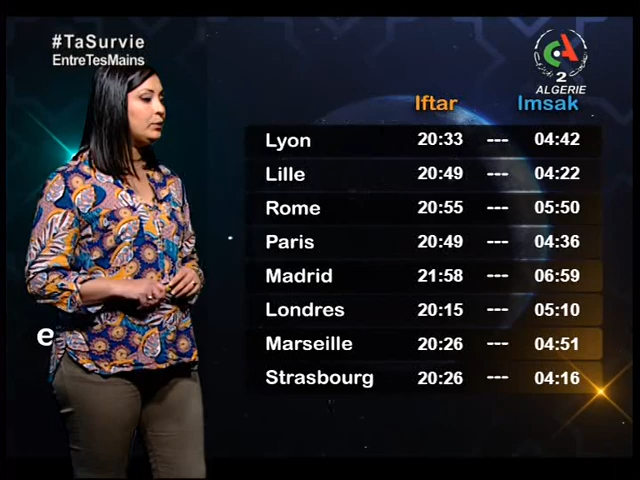 #TaSurvie
EntreTesMains
2
ALGERIE
Iftar Imsak
Lyon 20:33 --- 04:42
Lille 20:49 --- 04:22
Rome 20:55 --- 05:50
Paris 20:49 --- 04:36
Madrid 21:58 --- 06:59
Londres 20:15 --- 05:10
Marseille 20:26 --- 04:51
e
Strasbourg 20:26 --- 04:16